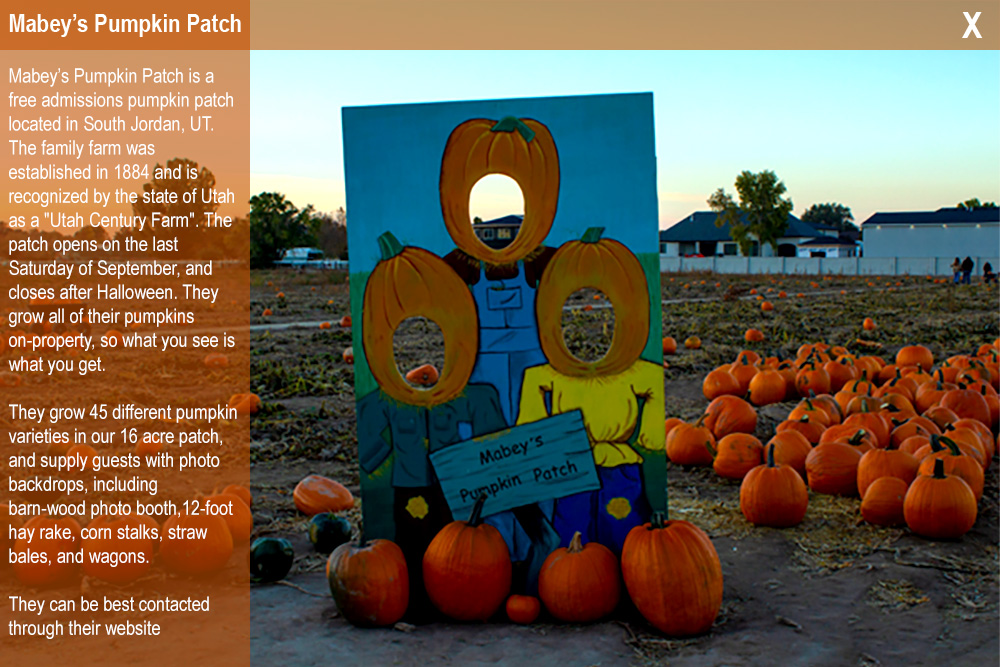 Mabey’s Pumpkin Patch
X
Mabey’s Pumpkin Patch is a
free admissions pumpkin patch
located in South Jordan, UT.
The family farm was
established in 1884 and is
recognized by the state of Utah
as a "Utah Century Farm". The
patch opens on the last
Saturday of September, and
closes after Halloween. They
grow all of their pumpkins
on-property, so what you see is
what you get.
They grow 45 different pumpkin
varieties in our 16 acre patch,
and supply guests with photo
backdrops, including
barn-wood photo booth,12-foot
hay rake, corn stalks, straw
bales, and wagons.
They can be best contacted
through their website
Mabey's
Pumpkin Patch